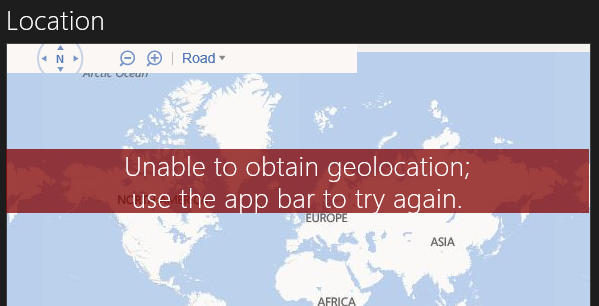 Location
N
Road
Arctic Ocean
Unable to obtain geolocation;
use the app bar to try again.
EUROPE
ASIA
AFRICA